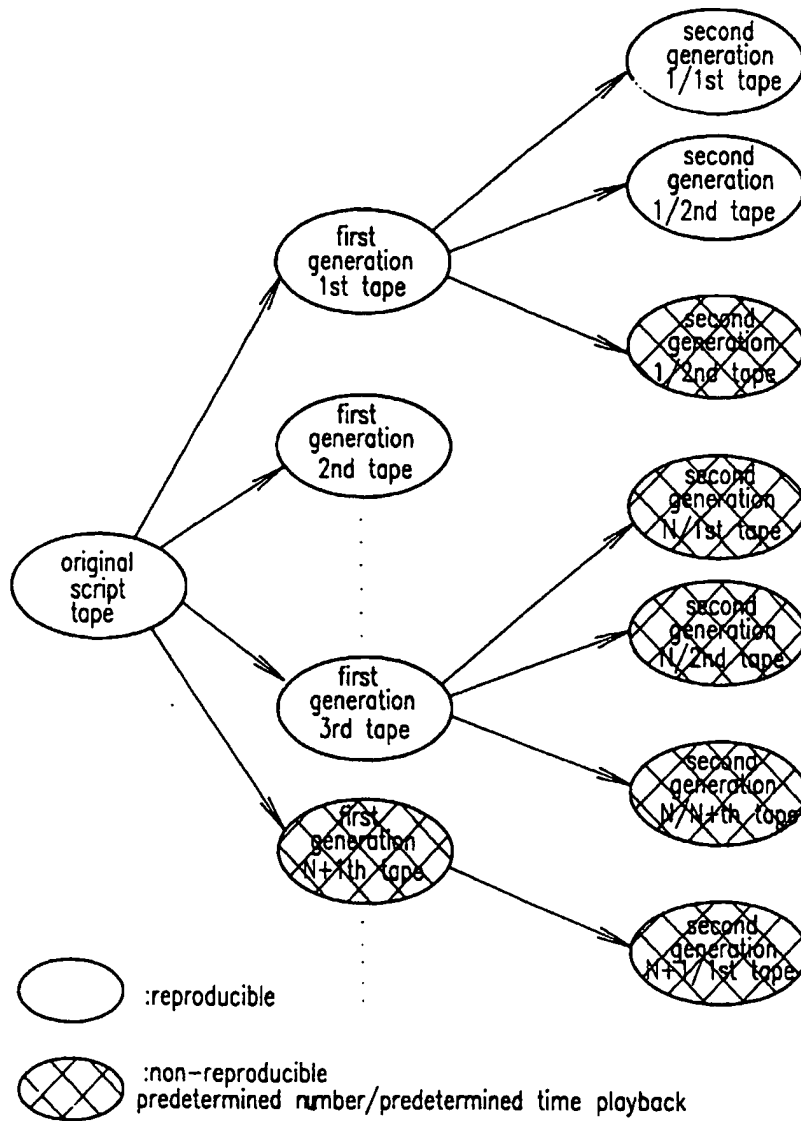 second
generation
1/1st tape
second
generation
1/2nd tape
first
generation
1st tape
second
generation
1/2nd tape
first
generation
2nd tape
second
generation
N/1st tape
original
script
tape
second
generation
N/2nd tape
first
generation
3rd tape
second
generation
N/N+th tape
first
generation
N+1th tape
second
generation
N+1/1st tape
:reproducible
:non-reproducible
predetermined number/predetermined time playback